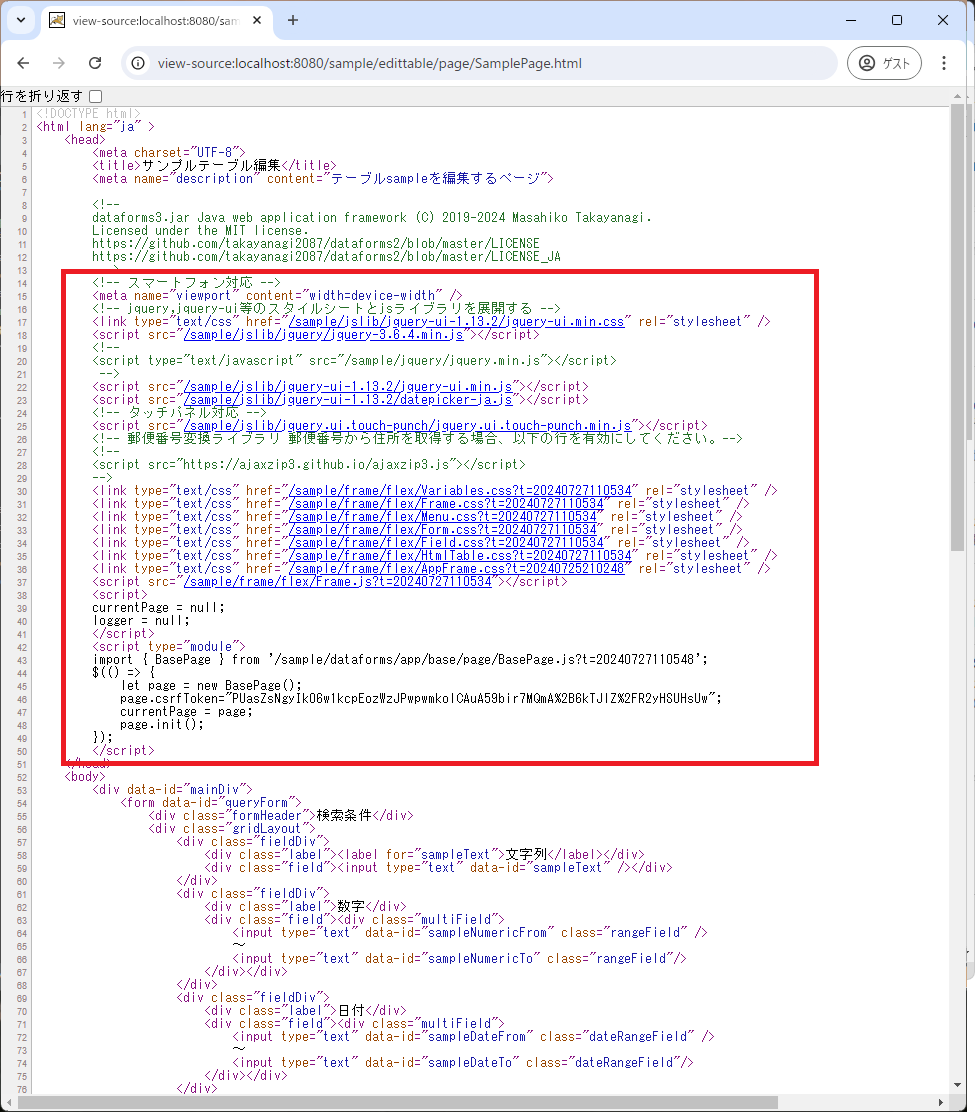 view-source:localhost:8080/sam
view-source:localhost:8080/sample/edittable/page/SamplePage.html
ゲスト
行を折り返す
1 <!DOCTYPE html>
2 <html lang="ja" >
3 <head>
4 <meta charset="UTF-8">
5 <title>サンプルテーブル編集</title>
6 <meta name="description" content="テーブルsampleを編集するページ">
7
8 <!--
9 dataforms3.jar Java web application framework (C) 2019-2024 Masahiko Takayanagi.
10 Licensed under the MIT license.
11 https://github.com/takayanagi2087/dataforms2/blob/master/LICENSE
12 https://github.com/takayanagi2087/dataforms2/blob/master/LICENSE_JA
13 -->
14 <!-- スマートフォン対応 -->
15 <meta name="viewport" content="width=device-width" />
16 <!-- jquery,jquery-ui等のスタイルシートとjsライブラリを展開する -->
17 <link type="text/css" href="/sample/jslib/jquery-ui-1.13.2/jquery-ui.min.css" rel="stylesheet" />
18 <script src="/sample/jslib/jquery/jquery-3.6.4.min.js"></script>
19 <!--
20 <script type="text/javascript" src="/sample/jquery/jquery.min.js"></script>
21 -->
22 <script src="/sample/jslib/jquery-ui-1.13.2/jquery-ui.min.js"></script>
23 <script src="/sample/jslib/jquery-ui-1.13.2/datepicker-ja.js"></script>
24 <!-- タッチパネル対応 -->
25 <script src="/sample/jslib/jquery.ui.touch-punch/jquery.ui.touch-punch.min.js"></script>
26 <!-- 郵便番号変換ライブラリ 郵便番号から住所を取得する場合、以下の行を有効にしてください。-->
27 <!--
28 <script src="https://ajaxzip3.github.io/ajaxzip3.js"></script>
29 -->
30 <link type="text/css" href="/sample/frame/flex/Variables.css?t=20240727110534" rel="stylesheet" />
31 <link type="text/css" href="/sample/frame/flex/Frame.css?t=20240727110534" rel="stylesheet" />
32 <link type="text/css" href="/sample/frame/flex/Menu.css?t=20240727110534" rel="stylesheet" />
33 <link type="text/css" href="/sample/frame/flex/Form.css?t=20240727110534" rel="stylesheet" />
34 <link type="text/css" href="/sample/frame/flex/Field.css?t=20240727110534" rel="stylesheet" />
35 <link type="text/css" href="/sample/frame/flex/HtmlTable.css?t=20240727110534" rel="stylesheet" />
36 <link type="text/css" href="/sample/frame/flex/AppFrame.css?t=20240725210248" rel="stylesheet" />
37 <script src="/sample/frame/flex/Frame.js?t=20240727110534"></script>
38 <script>
39 currentPage = null;
40 logger = null;
41 </script>
42 <script type="module">
43 import { BasePage } from '/sample/dataforms/app/base/page/BasePage.js?t=20240727110548';
44 $(() => {
45 let page = new BasePage();
46 page.csrfToken="PUasZsNgyIk06w1kcpEozWzJPwpwmkolCAuA59bir7MQmA%2B6kTJlZ%2FR2yHSUHsUw";
47 currentPage = page;
48 page.init();
49 });
50 </script>
51 </head>
52 <body>
53 <div data-id="mainDiv">
54 <form data-id="queryForm">
55 <div class="formHeader">検索条件</div>
56 <div class="gridLayout">
57 <div class="fieldDiv">
58 <div class="label"><label for="sampleText">文字列</label></div>
59 <div class="field"><input type="text" data-id="sampleText" /></div>
60 </div>
61 <div class="fieldDiv">
62 <div class="label">数字</div>
63 <div class="field"><div class="multiField">
64 <input type="text" data-id="sampleNumericFrom" class="rangeField" />
65 ～
66 <input type="text" data-id="sampleNumericTo" class="rangeField"/>
67 </div></div>
68 </div>
69 <div class="fieldDiv">
70 <div class="label">日付</div>
71 <div class="field"><div class="multiField">
72 <input type="text" data-id="sampleDateFrom" class="dateRangeField" />
73 ～
74 <input type="text" data-id="sampleDateTo" class="dateRangeField"/>
75 </div></div>
76 </div>